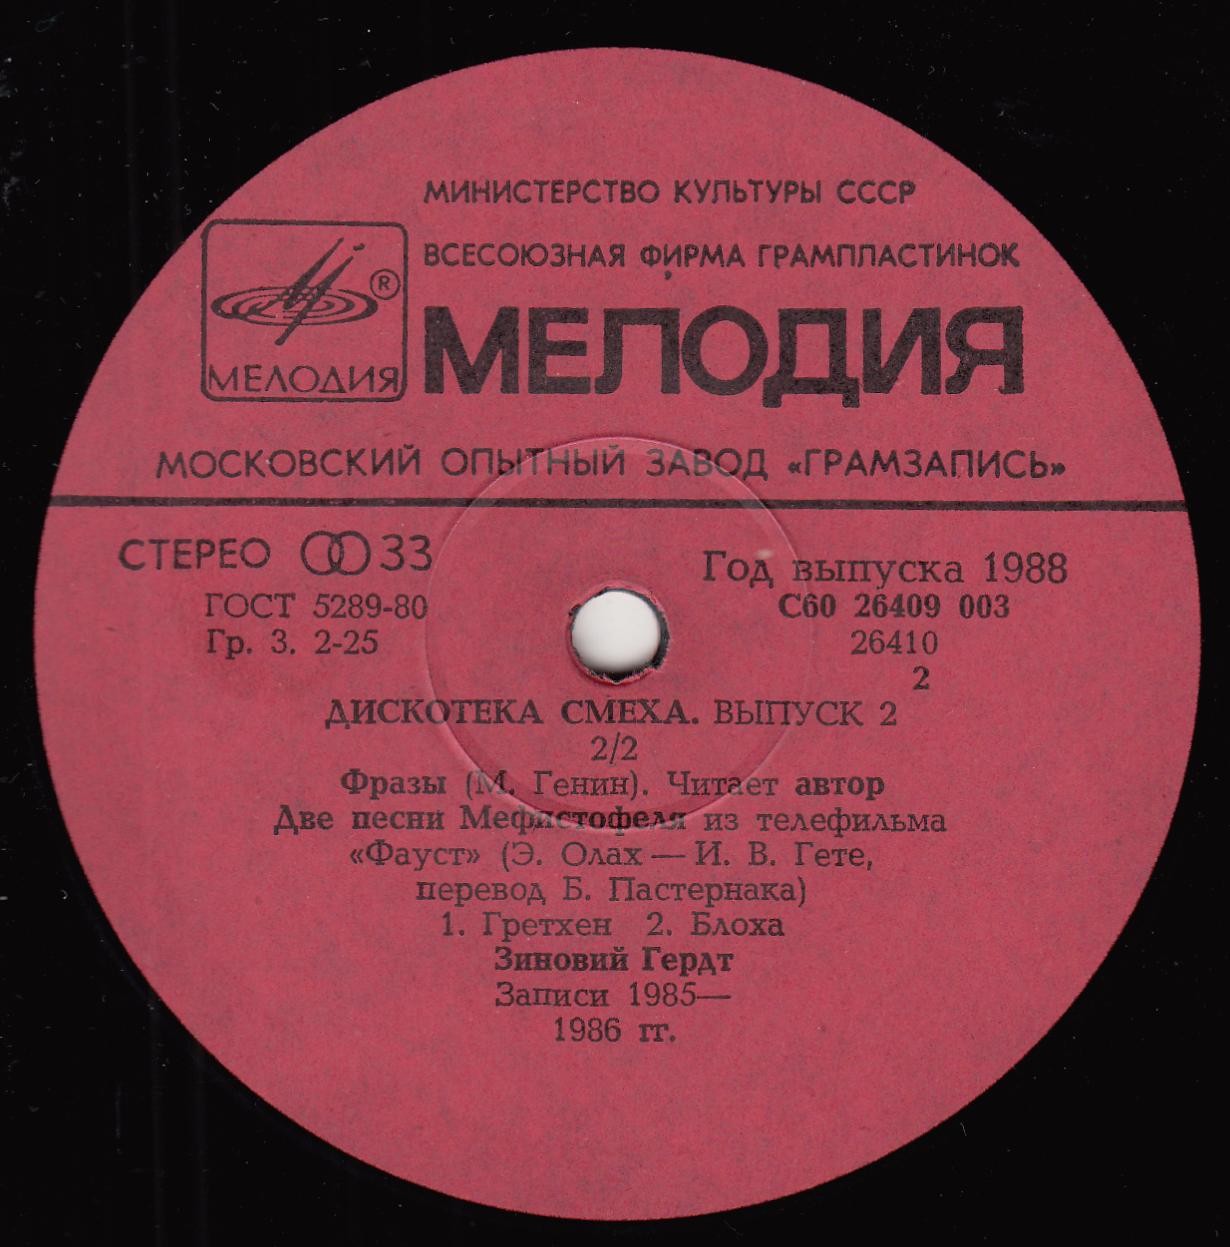 МИНИСТЕРСТВО КУЛЬТУРЫ СССР
ВСЕСОЮЗНАЯ ФИРМА ГРАМПЛАСТИНОК
®
МЕЛОДИЯ
МЕЛОДИЯ
МОСКОВСКИЙ ОПЫТНЫЙ ЗАВОД «ГРАМЗАПИСЬ»
СТЕРЕО 33
Год выпуска 1988
ГОСТ 5289-80
С60 26409 003
Гр. 3. 2-25
26410
2
ДИСКОТЕКА СМЕХА. ВЫПУСК 2
2/2
Фразы (М. Генин). Читает автор
Две песни Мефистофеля из телефильма
«Фауст» (Э. Олах — И. В. Гете,
перевод Б. Пастернака)
1. Гретхен 2. Блоха
Зиновий Гердт
Записи 1985—
1986 гг.